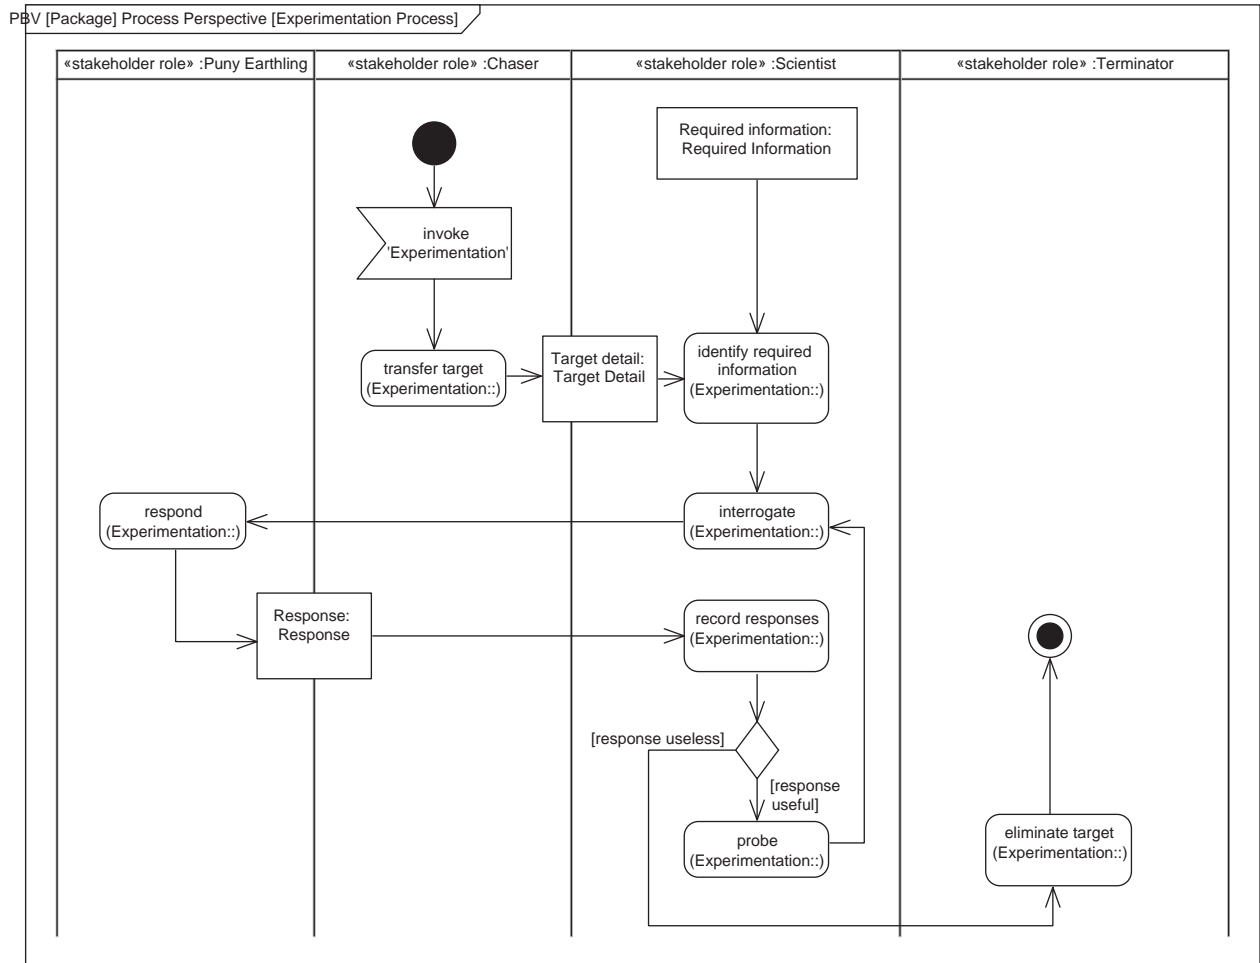 PBV [Package] Process Perspective [Experimentation Process]
«stakeholder role» :Puny Earthling
«stakeholder role» :Chaser
«stakeholder role» :Scientist
«stakeholder role» :Terminator
Required information:
Required Information
invoke
'Experimentation'
transfer target
(Experimentation::)
Target detail:
Target Detail
identify required
information
(Experimentation::)
respond
(Experimentation::)
interrogate
(Experimentation::)
Response:
Response
record responses
(Experimentation::)
[response useless]
[response
useful]
probe
(Experimentation::)
eliminate target
(Experimentation::)